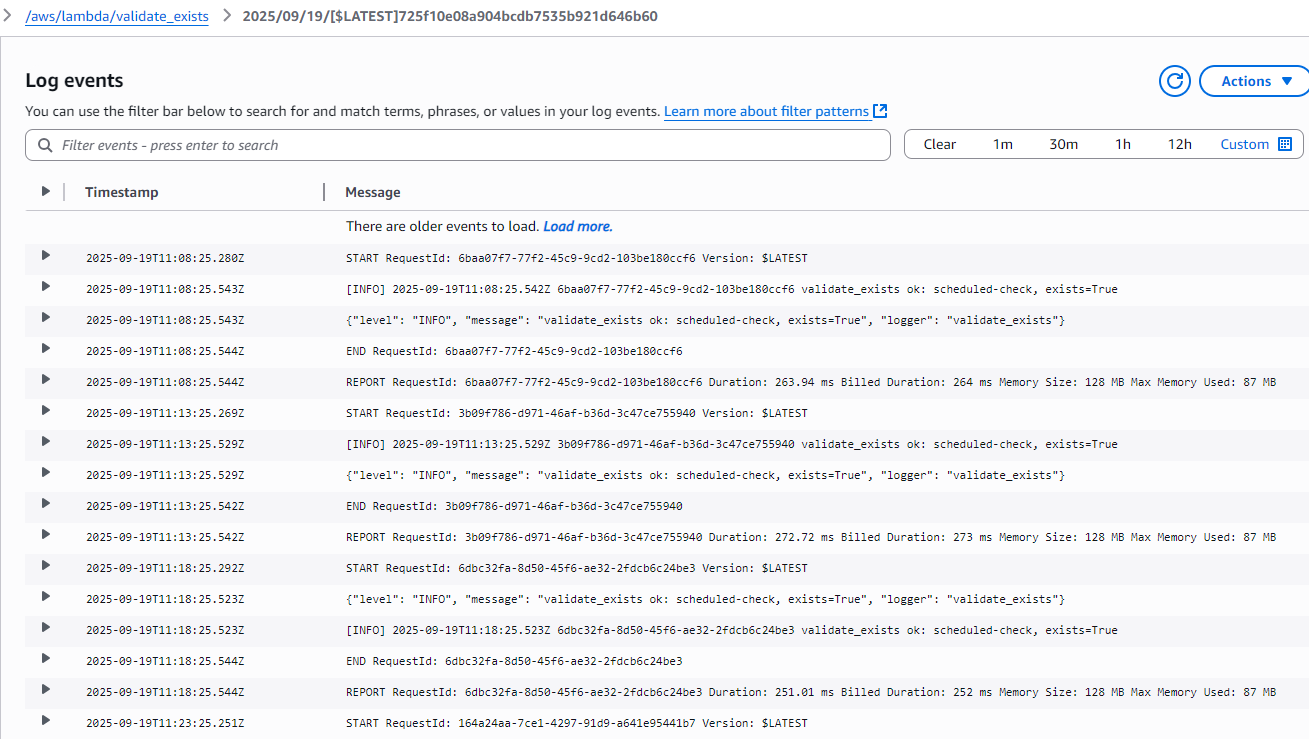 /aws/lambda/validate_exists > 2025/09/19/[$LATEST]725f10e08a904bcdb7535b921d646b60
Log events
Actions
You can use the filter bar below to search for and match terms, phrases, or values in your log events. Learn more about filter patterns
Filter events - press enter to search
Clear 1m 30m 1h 12h Custom
Timestamp Message
There are older events to load. Load more.
2025-09-19T11:08:25.280Z START RequestId: 6baa07f7-77f2-45c9-9cd2-103be180ccf6 Version: $LATEST
2025-09-19T11:08:25.543Z [INFO] 2025-09-19T11:08:25.542Z 6baa07f7-77f2-45c9-9cd2-103be180ccf6 validate_exists ok: scheduled-check, exists=True
2025-09-19T11:08:25.543Z {"level": "INFO", "message": "validate_exists ok: scheduled-check, exists=True", "logger": "validate_exists"}
2025-09-19T11:08:25.544Z END RequestId: 6baa07f7-77f2-45c9-9cd2-103be180ccf6
2025-09-19T11:08:25.544Z REPORT RequestId: 6baa07f7-77f2-45c9-9cd2-103be180ccf6 Duration: 263.94 ms Billed Duration: 264 ms Memory Size: 128 MB Max Memory Used: 87 MB
2025-09-19T11:13:25.269Z START RequestId: 3b09f786-d971-46af-b36d-3c47ce755940 Version: $LATEST
2025-09-19T11:13:25.529Z [INFO] 2025-09-19T11:13:25.529Z 3b09f786-d971-46af-b36d-3c47ce755940 validate_exists ok: scheduled-check, exists=True
2025-09-19T11:13:25.529Z {"level": "INFO", "message": "validate_exists ok: scheduled-check, exists=True", "logger": "validate_exists"}
2025-09-19T11:13:25.542Z END RequestId: 3b09f786-d971-46af-b36d-3c47ce755940
2025-09-19T11:13:25.542Z REPORT RequestId: 3b09f786-d971-46af-b36d-3c47ce755940 Duration: 272.72 ms Billed Duration: 273 ms Memory Size: 128 MB Max Memory Used: 87 MB
2025-09-19T11:18:25.292Z START RequestId: 6dbc32fa-8d50-45f6-ae32-2fdcb6c24be3 Version: $LATEST
2025-09-19T11:18:25.523Z {"level": "INFO", "message": "validate_exists ok: scheduled-check, exists=True", "logger": "validate_exists"}
2025-09-19T11:18:25.523Z [INFO] 2025-09-19T11:18:25.523Z 6dbc32fa-8d50-45f6-ae32-2fdcb6c24be3 validate_exists ok: scheduled-check, exists=True
2025-09-19T11:18:25.544Z END RequestId: 6dbc32fa-8d50-45f6-ae32-2fdcb6c24be3
2025-09-19T11:18:25.544Z REPORT RequestId: 6dbc32fa-8d50-45f6-ae32-2fdcb6c24be3 Duration: 251.01 ms Billed Duration: 252 ms Memory Size: 128 MB Max Memory Used: 87 MB
2025-09-19T11:23:25.251Z START RequestId: 164a24aa-7ce1-4297-91d9-a641e95441b7 Version: $LATEST